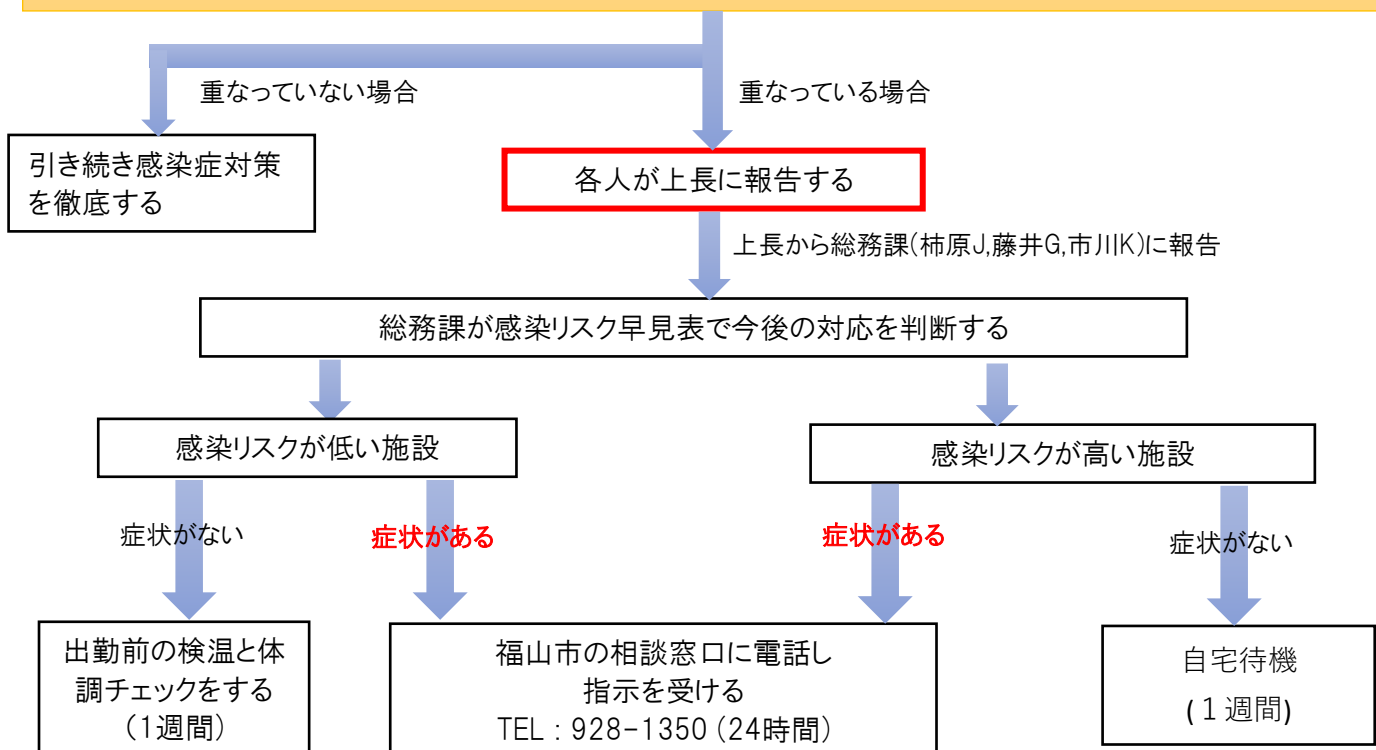 重なっていない場合
重なっている場合
引き続き感染症対策
を徹底する
各人が上長に報告する
上長から総務課(柿原J,藤井G,市川K)に報告
総務課が感染リスク早見表で今後の対応を判断する
感染リスクが低い施設
感染リスクが高い施設
症状がない
症状がある
症状がある
症状がない
出勤前の検温と体
調チェックをする
(1週間)
福山市の相談窓口に電話し
指示を受ける
TEL：928-1350 (24時間)
自宅待機
(１週間)